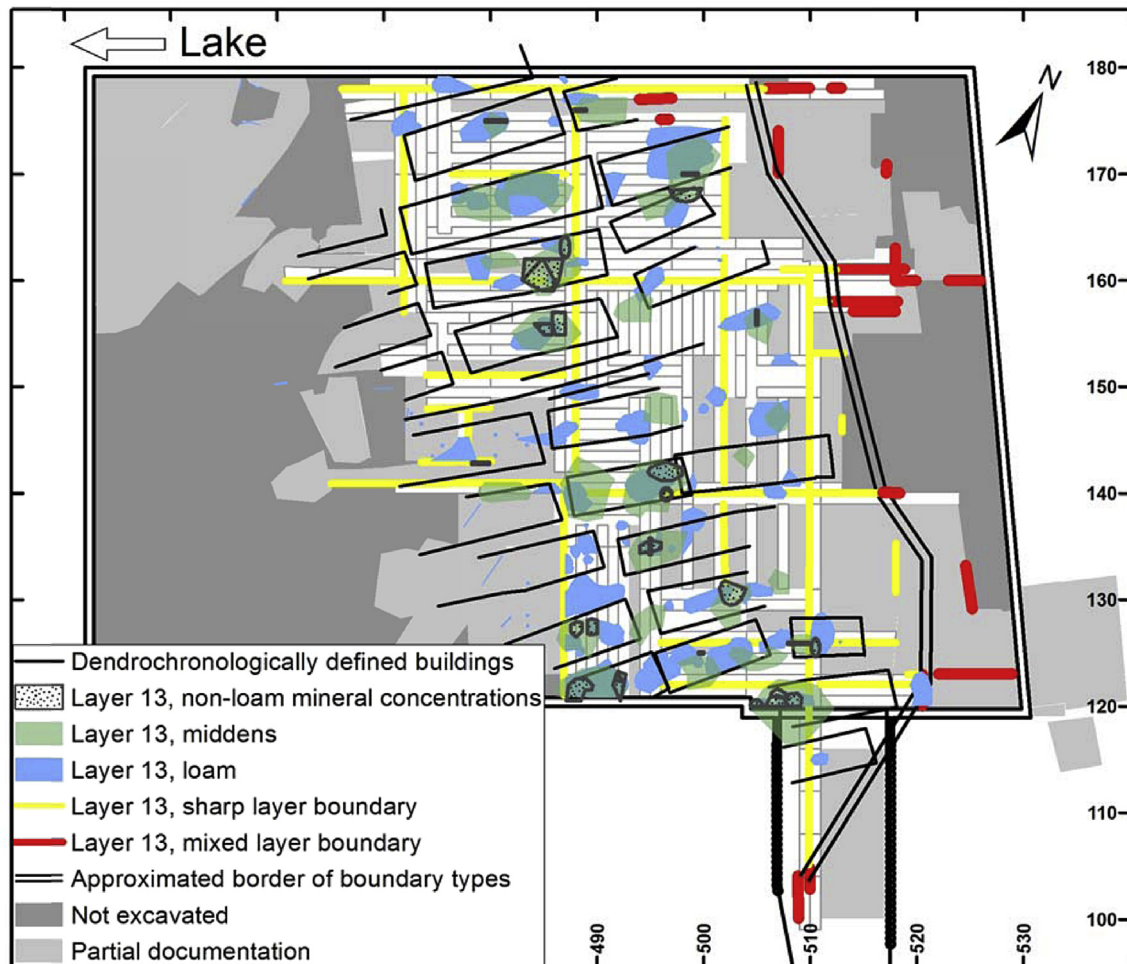 Lake
N
180
170
160
150
140
130
120
110
100
490
500
510
520
530
Dendrochronologically defined buildings
Layer 13, non-loam mineral concentrations
Layer 13, middens
Layer 13, loam
Layer 13, sharp layer boundary
Layer 13, mixed layer boundary
Approximated border of boundary types
Not excavated
Partial documentation